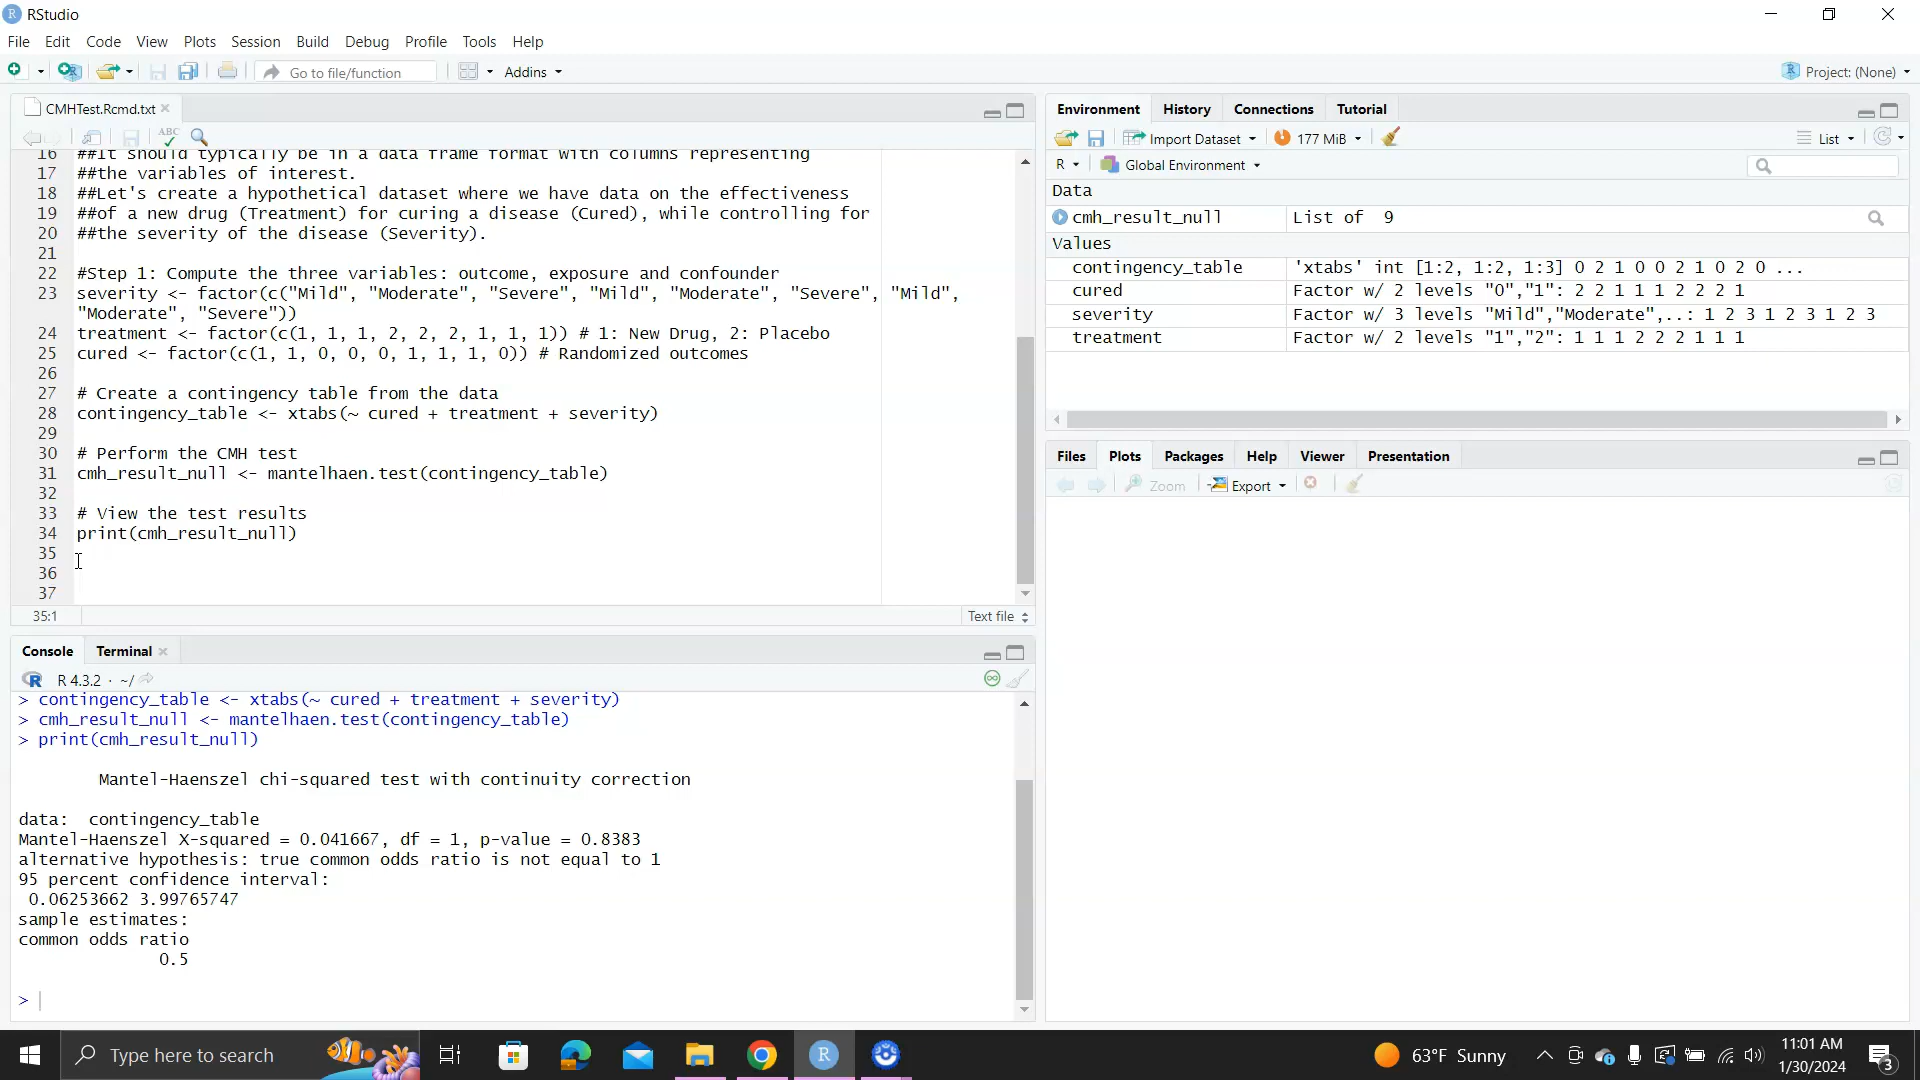 RStudio
File Edit Code View Plots Session Build Debug Profile Tools Help
Go to file/function Addins Project: (None)
CMHTest.Rcmd.txt
ABC
16 ##It should typically be in a data frame format with columns representing
17 ##the variables of interest.
18 ##Let's create a hypothetical dataset where we have data on the effectiveness
19 ##of a new drug (Treatment) for curing a disease (Cured), while controlling for
20 ##the severity of the disease (Severity).
21
22 #Step 1: Compute the three variables: outcome, exposure and confounder
23 severity <- factor(c("Mild", "Moderate", "Severe", "Mild", "Moderate", "Severe", "Mild",
"Moderate", "Severe"))
24 treatment <- factor(c(1, 1, 1, 2, 2, 2, 1, 1, 1)) # 1: New Drug, 2: Placebo
25 cured <- factor(c(1, 1, 0, 0, 0, 1, 1, 1, 0)) # Randomized outcomes
26
27 # Create a contingency table from the data
28 contingency_table <- xtabs(~ cured + treatment + severity)
29
30 # Perform the CMH test
31 cmh_result_null <- mantelhaen.test(contingency_table)
32
33 # View the test results
34 print(cmh_result_null)
35
36
37
35:1 Text file
Console Terminal
R 4.3.2 · ~/
> contingency_table <- xtabs(~ cured + treatment + severity)
> cmh_result_null <- mantelhaen.test(contingency_table)
> print(cmh_result_null)
Mantel-Haenszel chi-squared test with continuity correction
data: contingency_table
Mantel-Haenszel X-squared = 0.041667, df = 1, p-value = 0.8383
alternative hypothesis: true common odds ratio is not equal to 1
95 percent confidence interval:
0.06253662 3.99765747
sample estimates:
common odds ratio
0.5
>
Environment History Connections Tutorial
Import Dataset 177 MiB List
R Global Environment
Data
cmh_result_null List of 9
Values
contingency_table 'xtabs' int [1:2, 1:2, 1:3] 0 2 1 0 0 2 1 0 2 0 ...
cured Factor w/ 2 levels "0","1": 2 2 1 1 1 2 2 2 1
severity Factor w/ 3 levels "Mild","Moderate",..: 1 2 3 1 2 3 1 2 3
treatment Factor w/ 2 levels "1","2": 1 1 1 2 2 2 1 1 1
Files Plots Packages Help Viewer Presentation
Zoom Export
Type here to search
R
63°F Sunny
11:01 AM
1/30/2024
3